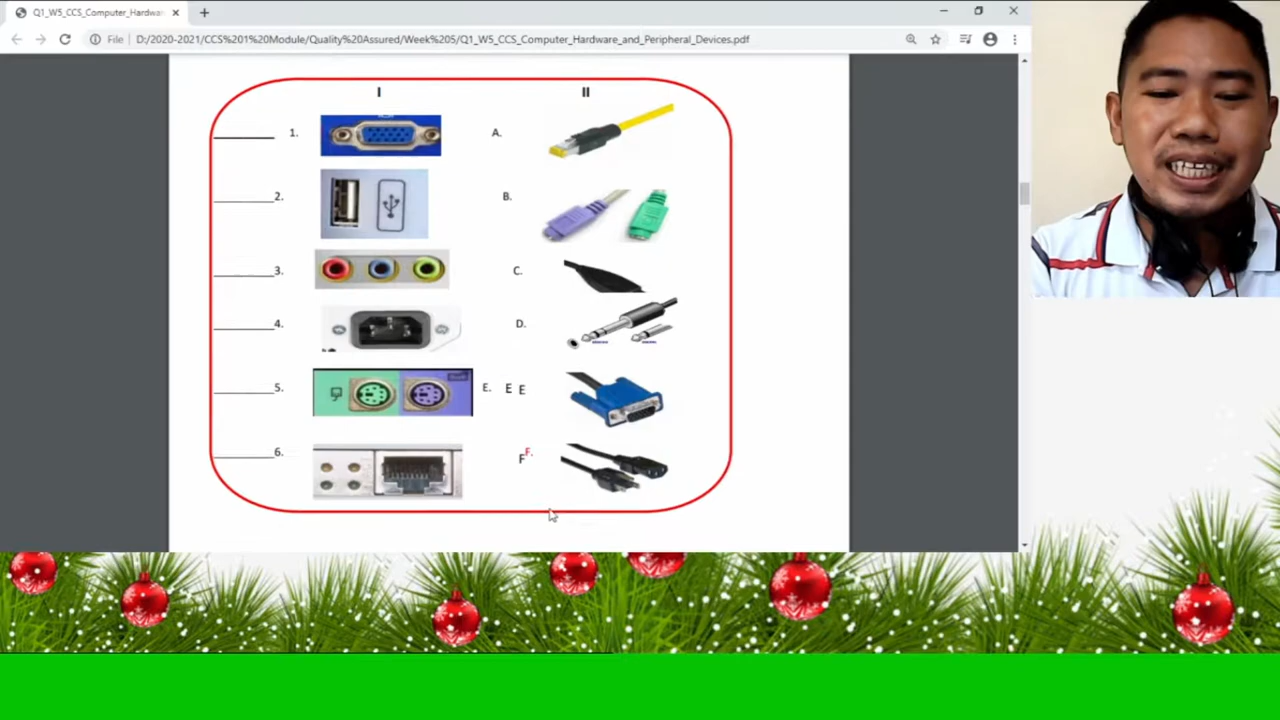 Q1_W5_CCS_Computer_Hardwar
File D:/2020-2021/CCS%201%20Module/Quality%20Assured/Week%205/Q1_W5_CCS_Computer_Hardware_and_Peripheral_Devices.pdf
I II
1. A.
2. B.
3. C.
4. D.
5. E. E E
6. F F.